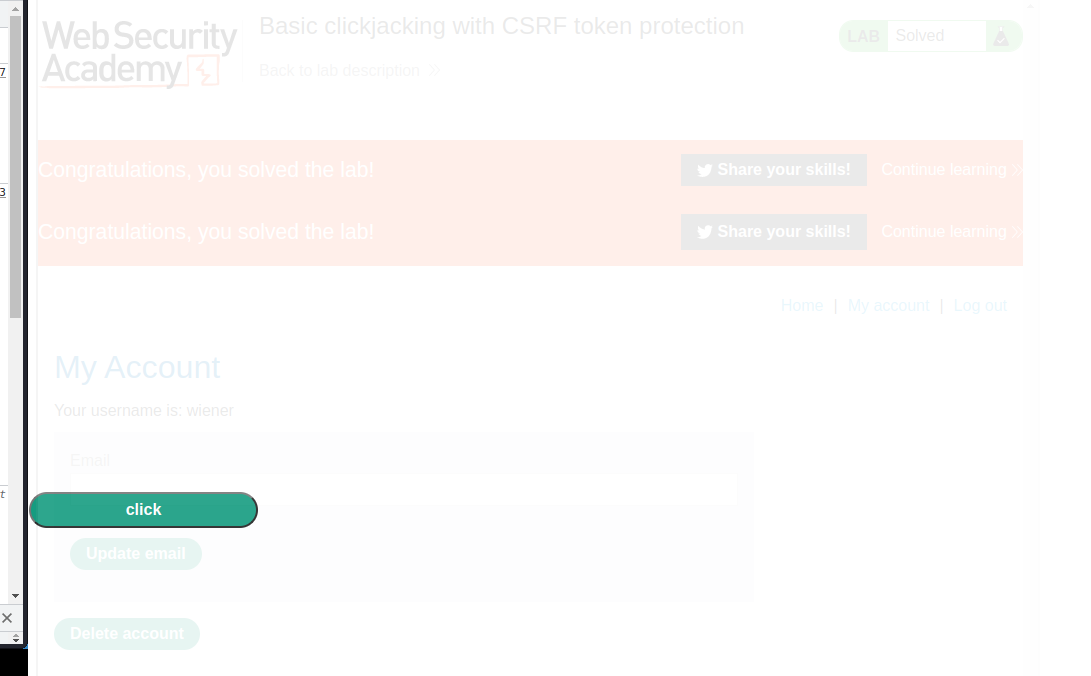 Web Security
Academy
Basic clickjacking with CSRF token protection
Back to lab description
LAB Solved
Congratulations, you solved the lab!
Share your skills!
Continue learning
Congratulations, you solved the lab!
Share your skills!
Continue learning
Home | My account | Log out
My Account
Your username is: wiener
Email
click
Update email
Delete account
7
3
t